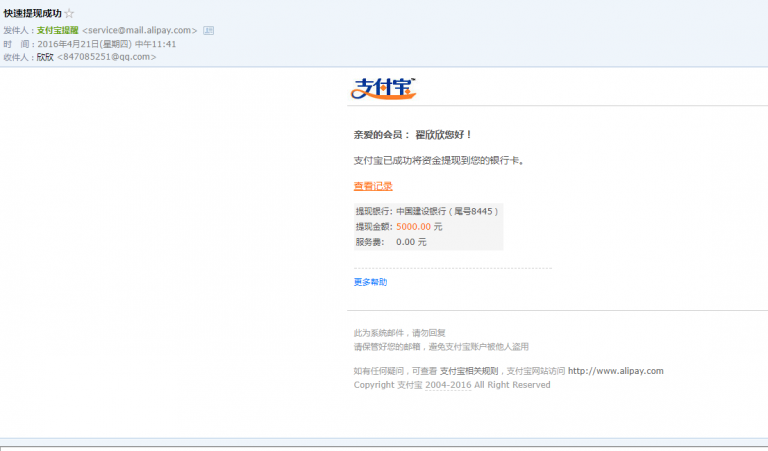 快速提现成功☆
发件人：支付宝提醒 <service@mail.alipay.com>
时 间：2016年4月21日(星期四) 中午11:41
收件人：欣欣 <847085251@qq.com>
支付宝
亲爱的会员： 翟欣欣您好！
支付宝已成功将资金提现到您的银行卡。
查看记录
提现银行: 中国建设银行（尾号8445）
提现金额: 5000.00 元
服务费: 0.00 元
更多帮助
此为系统邮件，请勿回复
请保管好您的邮箱，避免支付宝账户被他人盗用
如有任何疑问，可查看 支付宝相关规则，支付宝网站访问 http://www.alipay.com
Copyright 支付宝 2004-2016 All Right Reserved